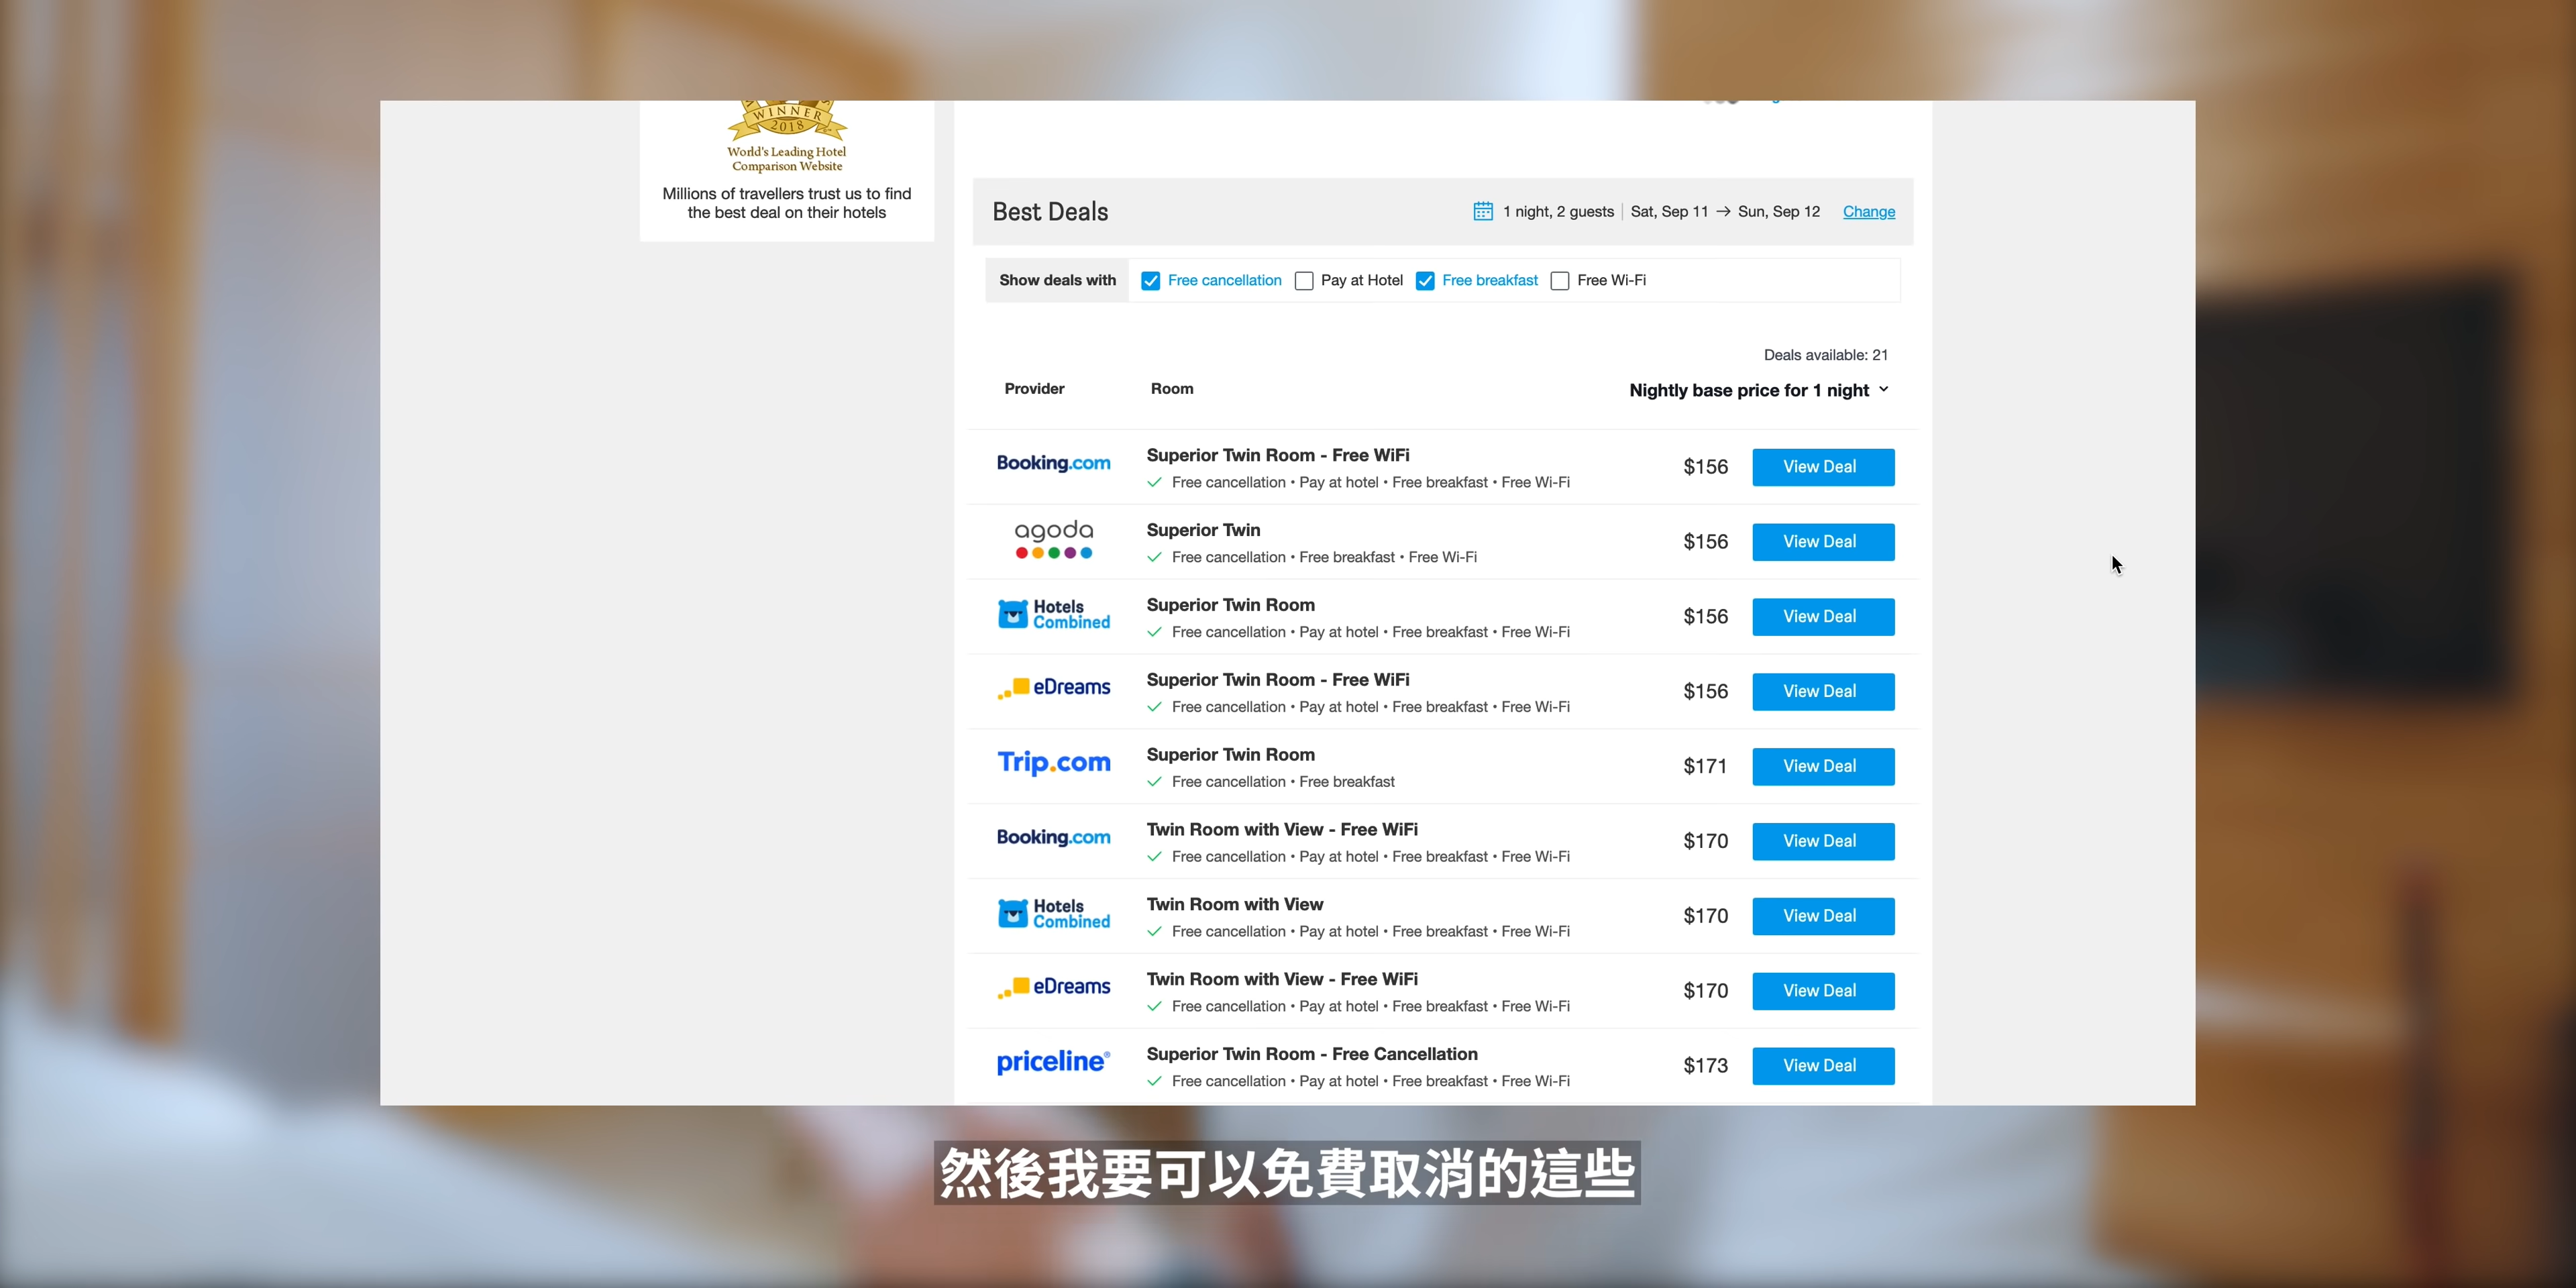 WINNER
2018
World's Leading Hotel
Comparison Website
Millions of travellers trust us to find
the best deal on their hotels
Best Deals
1 night, 2 guests | Sat, Sep 11 → Sun, Sep 12 Change
Show deals with Free cancellation Pay at Hotel Free breakfast Free Wi-Fi
Deals available: 21
Provider Room Nightly base price for 1 night
Booking.com Superior Twin Room - Free WiFi $156 View Deal
Free cancellation • Pay at hotel • Free breakfast • Free Wi-Fi
agoda Superior Twin $156 View Deal
Free cancellation • Free breakfast • Free Wi-Fi
Hotels Combined Superior Twin Room $156 View Deal
Free cancellation • Pay at hotel • Free breakfast • Free Wi-Fi
eDreams Superior Twin Room - Free WiFi $156 View Deal
Free cancellation • Pay at hotel • Free breakfast • Free Wi-Fi
Trip.com Superior Twin Room $171 View Deal
Free cancellation • Free breakfast
Booking.com Twin Room with View - Free WiFi $170 View Deal
Free cancellation • Pay at hotel • Free breakfast • Free Wi-Fi
Hotels Combined Twin Room with View $170 View Deal
Free cancellation • Pay at hotel • Free breakfast • Free Wi-Fi
eDreams Twin Room with View - Free WiFi $170 View Deal
Free cancellation • Pay at hotel • Free breakfast • Free Wi-Fi
priceline® Superior Twin Room - Free Cancellation $173 View Deal
Free cancellation • Pay at hotel • Free breakfast • Free Wi-Fi
然後我要可以免費取消的這些